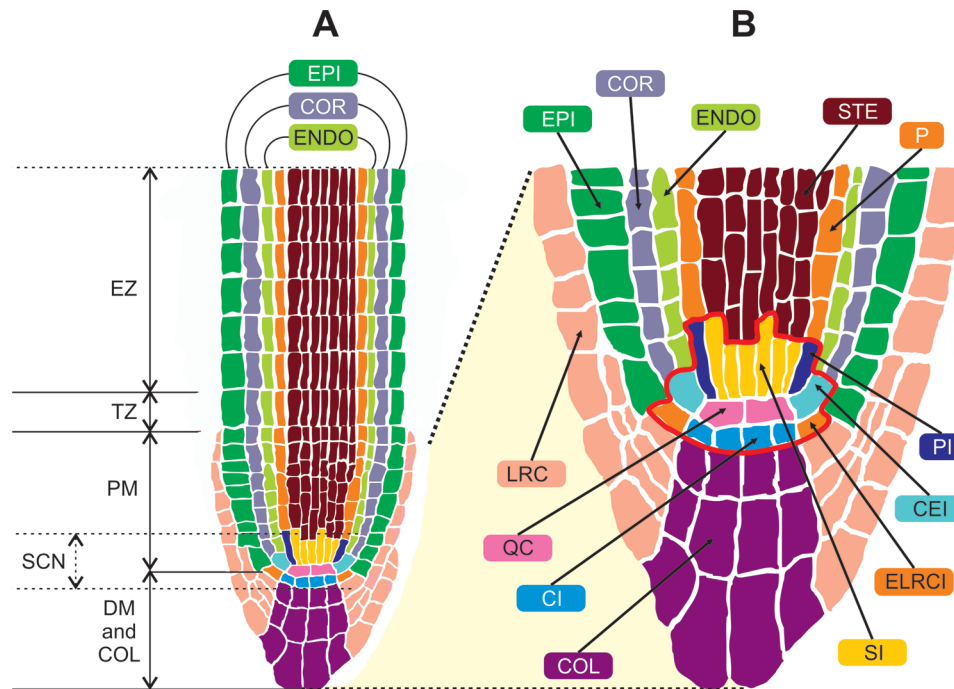 A
B
EPI
COR
ENDO
EZ
TZ
PM
SCN
DM
and
COL
COR
EPI
ENDO
STE
P
LRC
PI
QC
CEI
CI
ELRCI
COL
SI